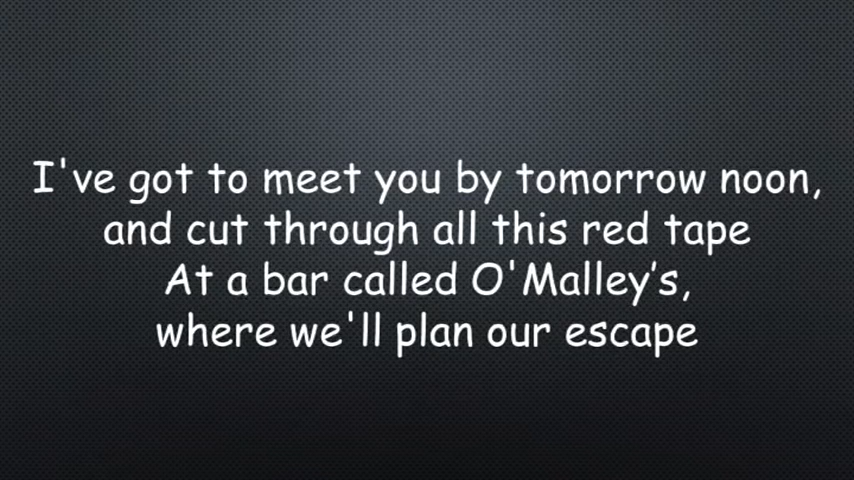 I've got to meet you by tomorrow noon,
and cut through all this red tape
At a bar called O'Malley’s,
where we'll plan our escape